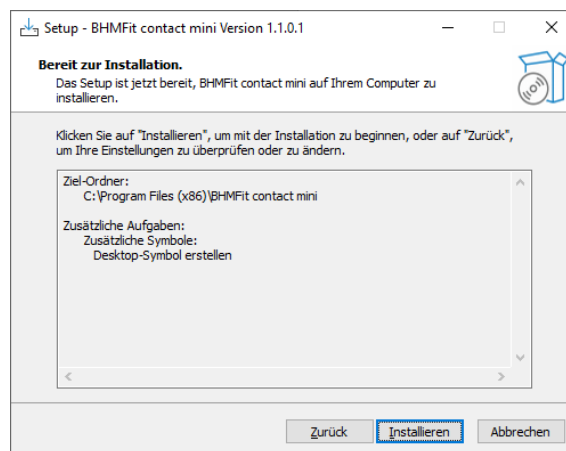 Setup - BHMFit contact mini Version 1.1.0.1
Bereit zur Installation.
Das Setup ist jetzt bereit, BHMFit contact mini auf Ihrem Computer zu
installieren.
Klicken Sie auf "Installieren", um mit der Installation zu beginnen, oder auf "Zurück",
um Ihre Einstellungen zu überprüfen oder zu ändern.
Ziel-Ordner:
C:\Program Files (x86)\BHMFit contact mini
Zusätzliche Aufgaben:
Zusätzliche Symbole:
Desktop-Symbol erstellen
Zurück Installieren Abbrechen